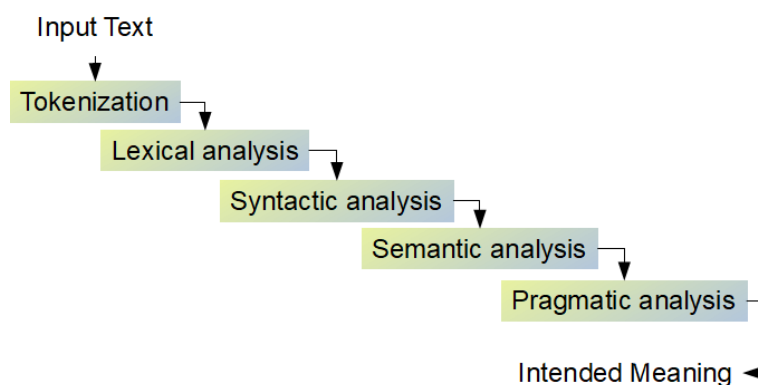 Input Text
Tokenization
Lexical analysis
Syntactic analysis
Semantic analysis
Pragmatic analysis
Intended Meaning